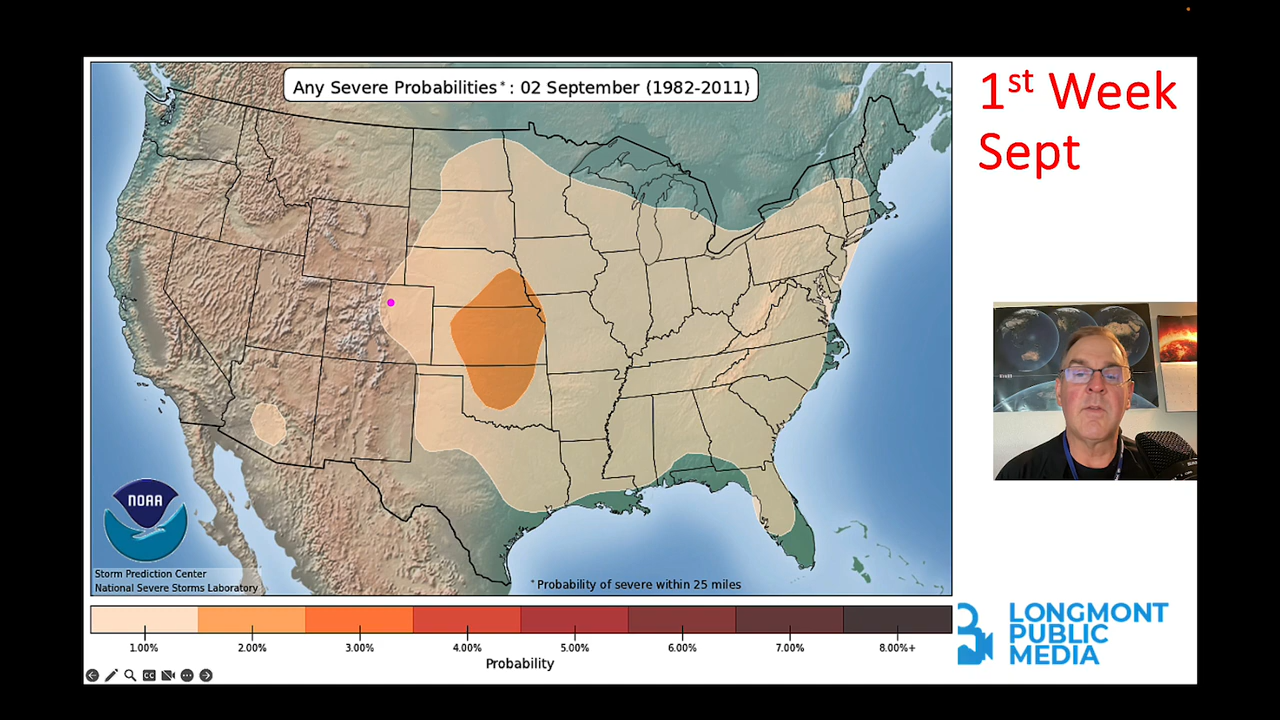 Any Severe Probabilities*: 02 September (1982-2011)
1st Week
Sept
NOAA
Storm Prediction Center
National Severe Storms Laboratory
*Probability of severe within 25 miles
1.00%
2.00%
3.00%
4.00%
5.00%
6.00%
7.00%
8.00%+
Probability
CC
LONGMONT
PUBLIC
MEDIA